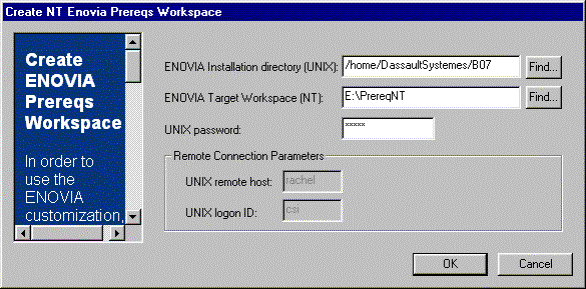 Create NT Enovia Prereqs Workspace
Create
ENOVIA
Prereqs
Workspace
In order to
use the
ENOVIA
customization,
ENOVIA Installation directory (UNIX): /home/DassaultSystemes/B07 Find...
ENOVIA Target Workspace (NT): E:\PrereqNT Find...
UNIX password: *****
Remote Connection Parameters
UNIX remote host: rachel
UNIX logon ID: csi
OK Cancel